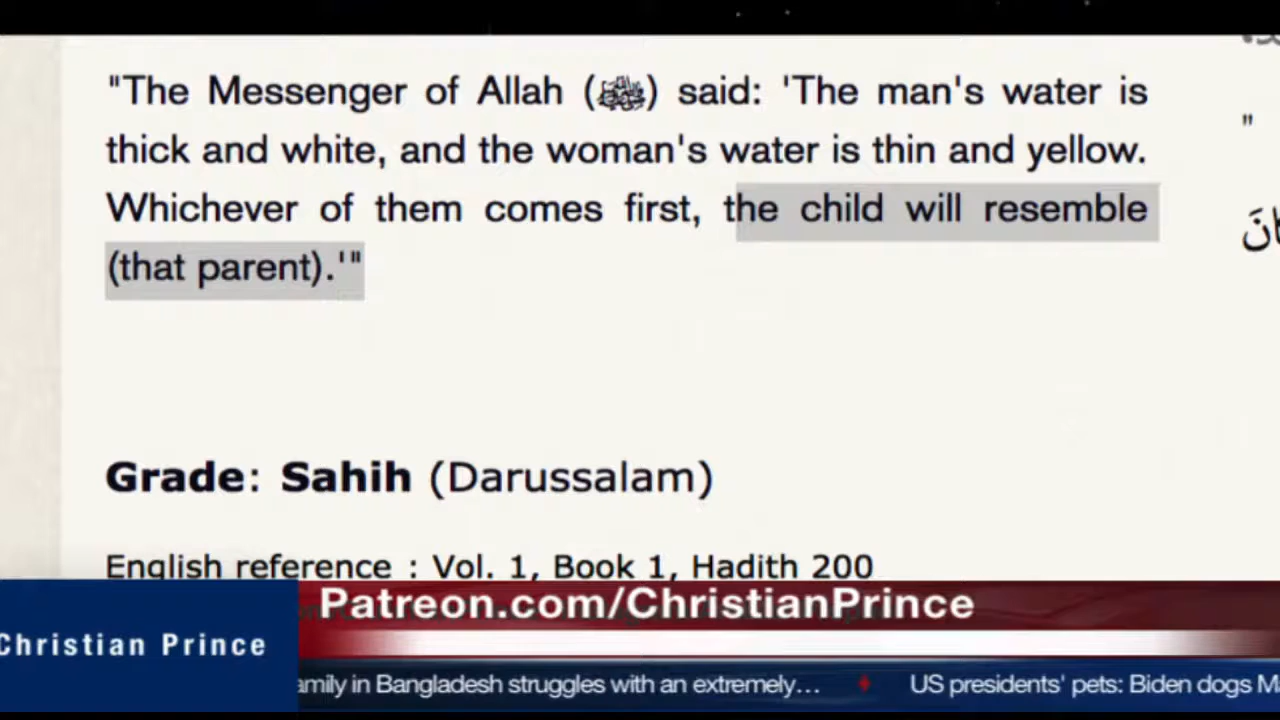 "The Messenger of Allah (ﷺ) said: 'The man's water is
thick and white, and the woman's water is thin and yellow.
Whichever of them comes first, the child will resemble
(that parent).'"
Grade: Sahih (Darussalam)
English reference : Vol. 1, Book 1, Hadith 200
Patreon.com/ChristianPrince
Christian Prince
amily in Bangladesh struggles with an extremely... ♦ US presidents' pets: Biden dogs M